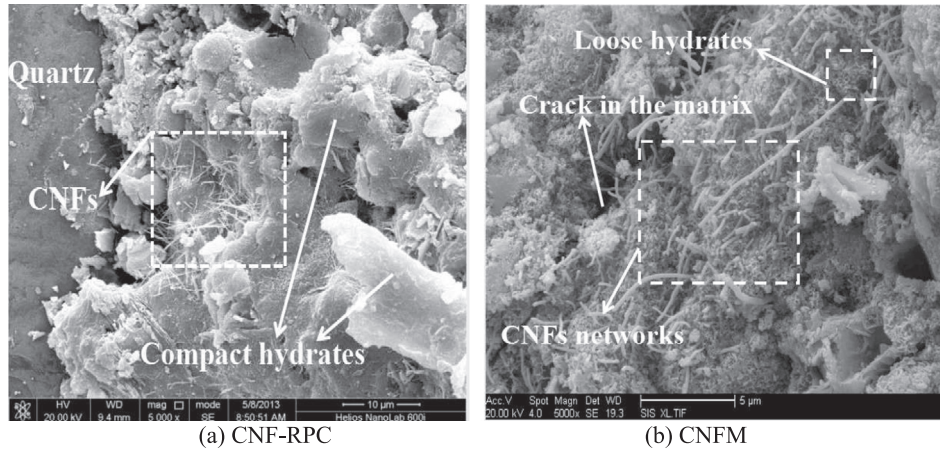 Quartz
CNFs
Compact hydrates
HV WD mag mode 5/8/2013 10 μm
20.00 kV 9.4 mm 5 000 x SE 8:50:51 AM Helios NanoLab 600i
(a) CNF-RPC
Loose hydrates
Crack in the matrix
CNFs networks
Acc.V Spot Magn Det WD 5 μm
20.00 kV 4.0 5000x SE 19.3 SIS XL.TIF
(b) CNFM